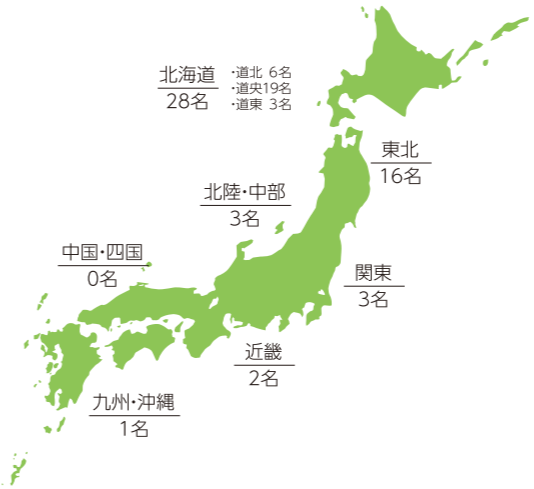 北海道
28名
・道北 6名
・道央19名
・道東 3名
東北
16名
北陸・中部
3名
中国・四国
0名
関東
3名
近畿
2名
九州・沖縄
1名